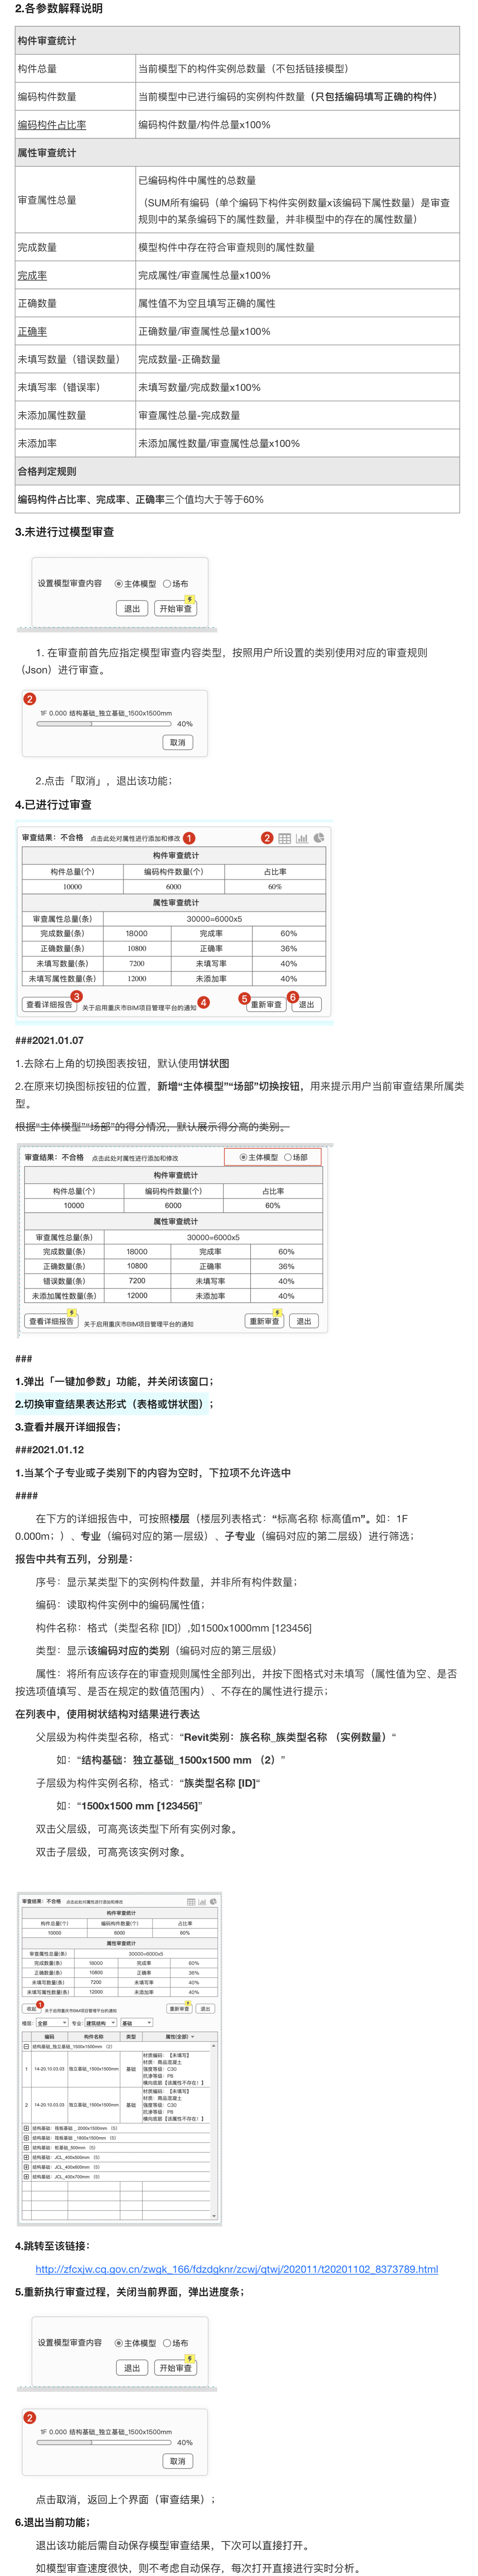 2.各参数解释说明
构件审查统计
构件总量 当前模型下的构件实例总数量（不包括链接模型）
编码构件数量 当前模型中已进行编码的实例构件数量（只包括编码填写正确的构件）
编码构件占比率 编码构件数量/构件总量x100%
属性审查统计
已编码构件中属性的总数量
审查属性总量 （SUM所有编码（单个编码下构件实例数量x该编码下属性数量）是审查
规则中的某条编码下的属性数量，并非模型中的存在的属性数量）
完成数量 模型构件中存在符合审查规则的属性数量
完成率 完成属性/审查属性总量x100%
正确数量 属性值不为空且填写正确的属性
正确率 正确数量/审查属性总量x100%
未填写数量（错误数量） 完成数量-正确数量
未填写率（错误率） 未填写数量/完成数量x100%
未添加属性数量 审查属性总量-完成数量
未添加率 未添加属性数量/审查属性总量x100%
合格判定规则
编码构件占比率、完成率、正确率三个值均大于等于60%
3.未进行过模型审查
设置模型审查内容 主体模型 场布
退出 开始审查
1. 在审查前首先应指定模型审查内容类型，按照用户所设置的类别使用对应的审查规则
（Json）进行审查。
2
1F 0.000 结构基础_独立基础_1500x1500mm
40%
取消
2.点击「取消」，退出该功能；
4.已进行过审查
审查结果：不合格 点击此处对属性进行添加和修改 1 2
构件审查统计
构件总量(个) 编码构件数量(个) 占比率
10000 6000 60%
属性审查统计
审查属性总量(条) 30000=6000x5
完成数量(条) 18000 完成率 60%
正确数量(条) 10800 正确率 36%
未填写数量(条) 7200 未填写率 40%
未填写属性数量(条) 12000 未添加率 40%
3 4 5 6
查看详细报告 关于启用重庆市BIM项目管理平台的通知 重新审查 退出
###2021.01.07
1.去除右上角的切换图表按钮，默认使用饼状图
2.在原来切换图标按钮的位置，新增“主体模型”“场部”切换按钮，用来提示用户当前审查结果所属类
型。
根据“主体模型”“场部”的得分情况，默认展示得分高的类别。
审查结果：不合格 点击此处对属性进行添加和修改 主体模型 场部
构件审查统计
构件总量(个) 编码构件数量(个) 占比率
10000 6000 60%
属性审查统计
审查属性总量(条) 30000=6000x5
完成数量(条) 18000 完成率 60%
正确数量(条) 10800 正确率 36%
错误数量(条) 7200 未填写率 40%
未添加属性数量(条) 12000 未添加率 40%
查看详细报告 关于启用重庆市BIM项目管理平台的通知 重新审查 退出
###
1.弹出「一键加参数」功能，并关闭该窗口；
2.切换审查结果表达形式（表格或饼状图）；
3.查看并展开详细报告；
###2021.01.12
1.当某个子专业或子类别下的内容为空时，下拉项不允许选中
####
在下方的详细报告中，可按照楼层（楼层列表格式：“标高名称 标高值m”。如：1F
0.000m；）、专业（编码对应的第一层级）、子专业（编码对应的第二层级）进行筛选；
报告中共有五列，分别是：
序号：显示某类型下的实例构件数量，并非所有构件数量；
编码：读取构件实例中的编码属性值；
构件名称：格式（类型名称 [ID]）,如1500x1000mm [123456]
类型：显示该编码对应的类别（编码对应的第三层级）
属性：将所有应该存在的审查规则属性全部列出，并按下图格式对未填写（属性值为空、是否
按选项值填写、是否在规定的数值范围内）、不存在的属性进行提示；
在列表中，使用树状结构对结果进行表达
父层级为构件类型名称，格式：“Revit类别：族名称_族类型名称 （实例数量）“
如：“结构基础：独立基础_1500x1500 mm （2）”
子层级为构件实例名称，格式：“族类型名称 [ID]“
如：“1500x1500 mm [123456]”
双击父层级，可高亮该类型下所有实例对象。
双击子层级，可高亮该实例对象。
审查结果：不合格 点击此处对属性进行添加和修改
构件审查统计
构件总量(个) 编码构件数量(个) 占比率
10000 6000 60%
属性审查统计
审查属性总量(条) 30000=6000x5
完成数量(条) 18000 完成率 60%
正确数量(条) 10800 正确率 36%
未填写数量(条) 7200 未填写率 40%
未填写属性数量(条) 12000 未添加率 40%
收起 1 关于启用重庆市BIM项目管理平台的通知 重新审查 退出
楼层: 全部 专业: 建筑结构 基础
编码 构件名称 类型 属性(全部)
结构基础_独立基础_1500x1500mm （2）
材质编码：【未填写】
材质：商品混凝土
1 14-20.10.03.03 独立基础_1500x1500mm 基础 强度等级：C30
抗渗等级：P8
横向底筋【该属性不存在！】
材质编码：【未填写】
材质：商品混凝土
2 14-20.10.03.03 独立基础_1500x1500mm 基础 强度等级：C30
抗渗等级：P8
横向底筋【该属性不存在！】
结构基础：筏板基础 _ 2000x1500mm （5）
结构基础：筏板基础 _ 1800x1500mm （5）
结构基础：桩基础_500mm （5）
结构基础：JCL_400x500mm （5）
结构基础：JCL_400x600mm （5）
结构基础：JCL_400x700mm （5）
4.跳转至该链接：
http://zfcxjw.cq.gov.cn/zwgk_166/fdzdgknr/zcwj/qtwj/202011/t20201102_8373789.html
5.重新执行审查过程，关闭当前界面，弹出进度条；
设置模型审查内容 主体模型 场布
退出 开始审查
2
1F 0.000 结构基础_独立基础_1500x1500mm
40%
取消
点击取消，返回上个界面（审查结果）；
6.退出当前功能；
退出该功能后需自动保存模型审查结果，下次可以直接打开。
如模型审查速度很快，则不考虑自动保存，每次打开直接进行实时分析。